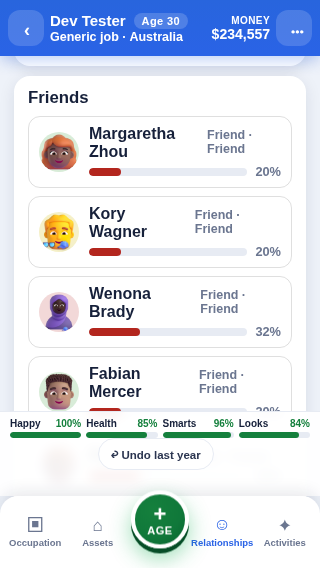 Dev Tester Age 30
Generic job · Australia
MONEY
$234,557
Friends
Margaretha Zhou
Friend · Friend
20%
Kory Wagner
Friend · Friend
20%
Wenona Brady
Friend · Friend
32%
Fabian Mercer
Friend · Friend
Happy 100% Health 85% Smarts 96% Looks 84%
Undo last year
+
AGE
Occupation Assets Relationships Activities